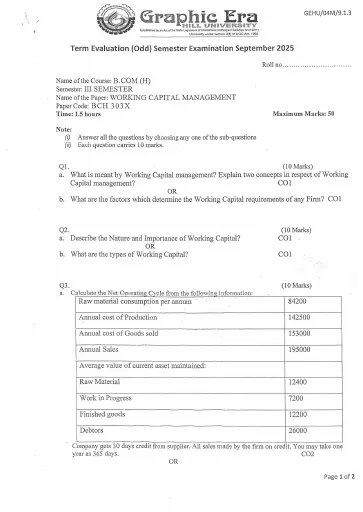 GEHU/04M/9.1.3
Graphic Era
HILL UNIVERSITY
Term Evaluation (Odd) Semester Examination September 2025
Roll no..............................
Name of the Course: B.COM (H)
Semester: III SEMESTER
Name of the Paper: WORKING CAPITAL MANAGEMENT
Paper Code: BCH 303X
Time: 1.5 hours Maximum Marks: 50
Note:
(i) Answer all the questions by choosing any one of the sub-questions
(ii) Each question carries 10 marks.
Q1. (10 Marks)
a. What is meant by Working Capital management? Explain two concepts in respect of Working
Capital management? CO1
OR
b. What are the factors which determine the Working Capital requirements of any Firm? CO1
Q2. (10 Marks)
a. Describe the Nature and Importance of Working Capital? CO1
OR
b. What are the types of Working Capital? CO1
Q3. (10 Marks)
a. Calculate the Net Operating Cycle from the following information:
Raw material consumption per annum 84200
Annual cost of Production 142500
Annual cost of Goods sold 153000
Annual Sales 195000
Average value of current asset maintained:
Raw Material 12400
Work in Progress 7200
Finished goods 12200
Debtors 26000
Company gets 30 days credit from supplier. All sales made by the firm on credit. You may take one
year as 365 days. CO2
OR
Page 1 of 2